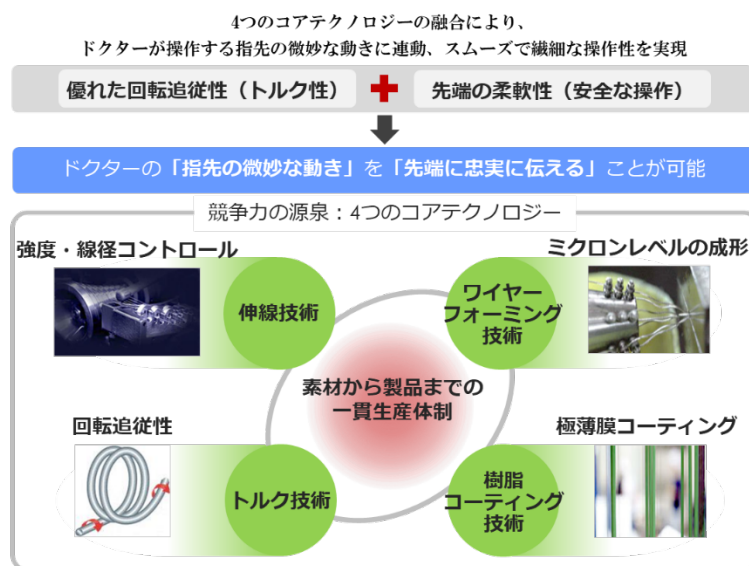 4つのコアテクノロジーの融合により、
ドクターが操作する指先の微妙な動きに連動、スムーズで繊細な操作性を実現
優れた回転追従性（トルク性）
先端の柔軟性（安全な操作）
ドクターの「指先の微妙な動き」を「先端に忠実に伝える」ことが可能
競争力の源泉：4つのコアテクノロジー
強度・線径コントロール
伸線技術
ミクロンレベルの成形
ワイヤー
フォーミング
技術
素材から製品までの
一貫生産体制
回転追従性
トルク技術
極薄膜コーティング
樹脂
コーティング
技術